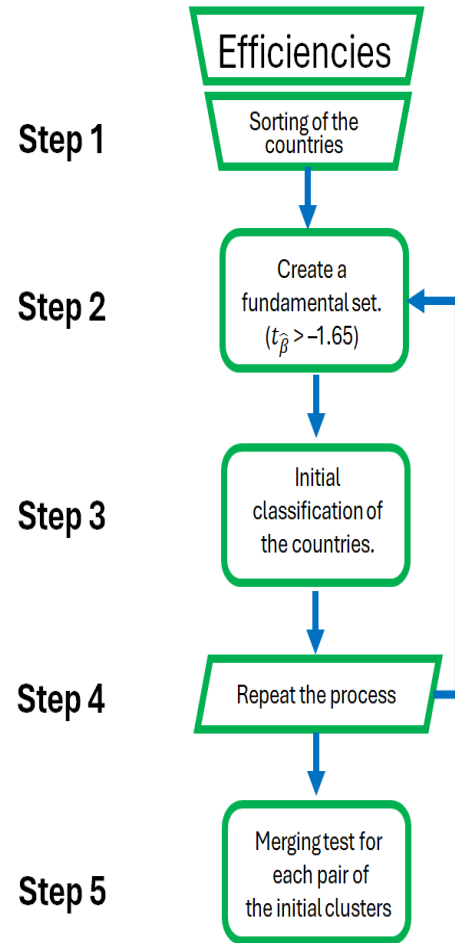 Efficiencies
Step 1
Sorting of the
countries
Step 2
Create a
fundamental set.
(t_β̂ > –1.65)
Step 3
Initial
classification of
the countries.
Step 4
Repeat the process
Step 5
Merging test for
each pair of
the initial clusters